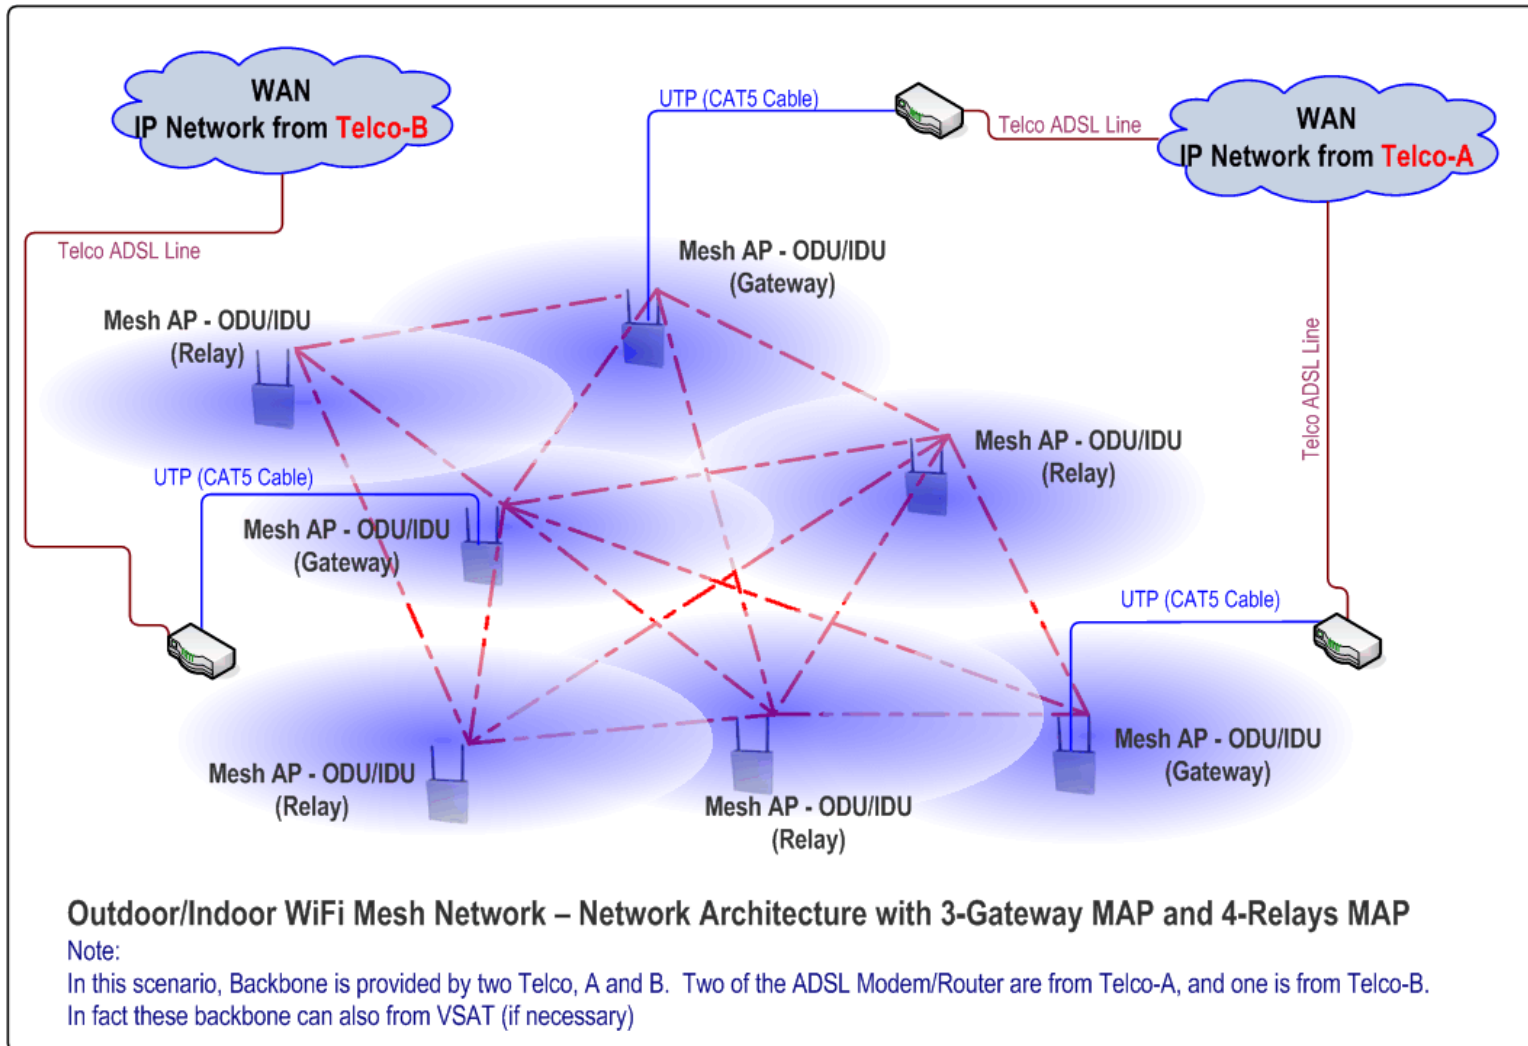 WAN
IP Network from Telco-B
UTP (CAT5 Cable)
Telco ADSL Line
WAN
IP Network from Telco-A
Telco ADSL Line
Mesh AP - ODU/IDU
(Gateway)
Mesh AP - ODU/IDU
(Relay)
Telco ADSL Line
Mesh AP - ODU/IDU
(Relay)
UTP (CAT5 Cable)
Mesh AP - ODU/IDU
(Gateway)
UTP (CAT5 Cable)
Mesh AP - ODU/IDU
(Gateway)
Mesh AP - ODU/IDU
(Relay)
Mesh AP - ODU/IDU
(Relay)
Outdoor/Indoor WiFi Mesh Network – Network Architecture with 3-Gateway MAP and 4-Relays MAP
Note:
In this scenario, Backbone is provided by two Telco, A and B. Two of the ADSL Modem/Router are from Telco-A, and one is from Telco-B.
In fact these backbone can also from VSAT (if necessary)